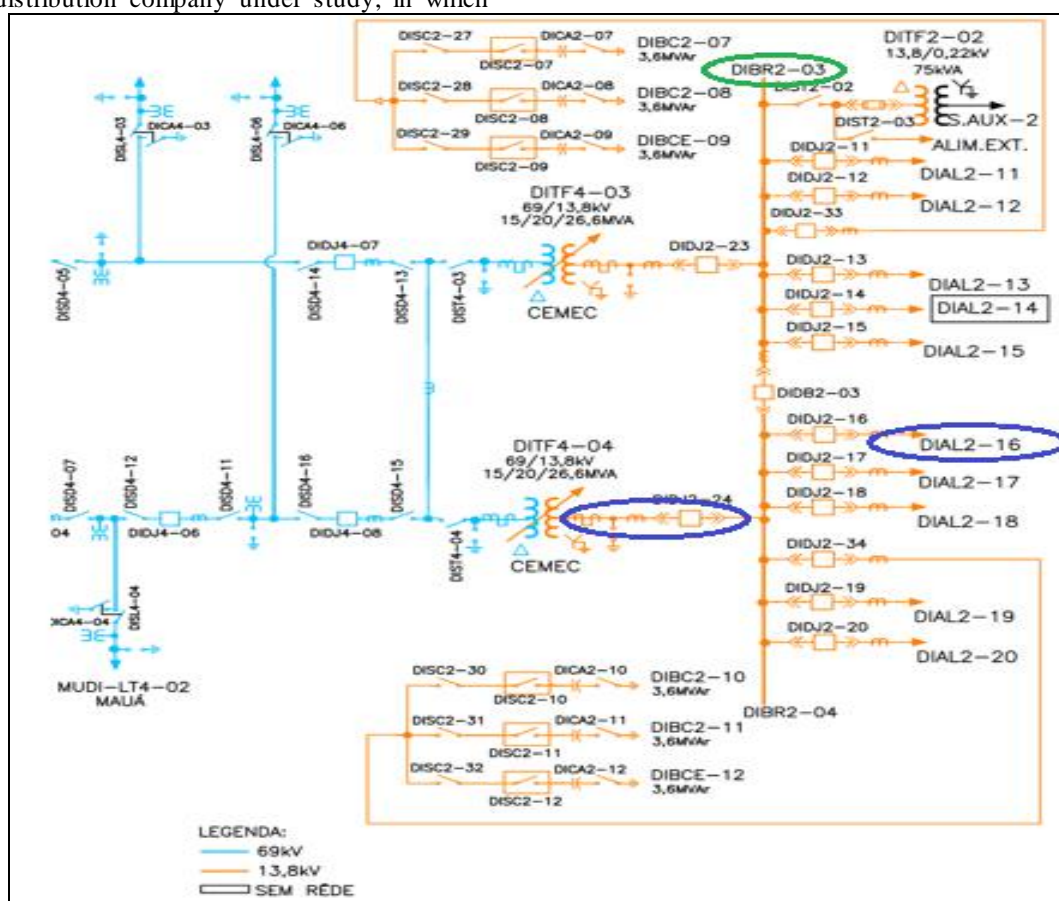 distribution company under study, in which
DISC2-27
DICA2-07
DIBC2-07
3,6MVAr
DISC2-07
DISC2-28
DICA2-08
DIBC2-08
3,6MVAr
DISC2-08
DISC2-29
DICA2-09
DIBCE-09
3,6MVAr
DISC2-09
DIBR2-03
DITF2-02
13,8/0,22kV
75kVA
DIST2-02
S.AUX-2
DIST2-03
ALIM.EXT.
DIDJ2-11
DIAL2-11
DIDJ2-12
DIAL2-12
DIDJ2-33
DISL4-03
DICA4-03
DISL4-06
DICA4-06
DITF4-03
69/13,8kV
15/20/26,6MVA
DIDJ4-07
DISD4-05
DISD4-14
DISD4-13
DIST4-03
CEMEC
DIDJ2-23
DIDJ2-13
DIAL2-13
DIDJ2-14
DIAL2-14
DIDJ2-15
DIAL2-15
DIDB2-03
DIDJ2-16
DIAL2-16
DIDJ2-17
DIAL2-17
DIDJ2-18
DIAL2-18
DITF4-04
69/13,8kV
15/20/26,6MVA
DIDJ2-24
DISD4-07
DISD4-12
DISD4-11
DISD4-16
DISD4-15
04
DIDJ4-06
DIDJ4-08
DIST4-04
CEMEC
DIDJ2-34
DIDJ2-19
DIAL2-19
DIDJ2-20
DIAL2-20
DICA4-04
DISL4-04
MUDI-LT4-02
MAUÁ
DISC2-30
DICA2-10
DIBC2-10
3,6MVAr
DISC2-10
DIBR2-04
DISC2-31
DICA2-11
DIBC2-11
3,6MVAr
DISC2-11
DISC2-32
DICA2-12
DIBCE-12
3,6MVAr
DISC2-12
LEGENDA:
69kV
13,8kV
SEM RÊDE